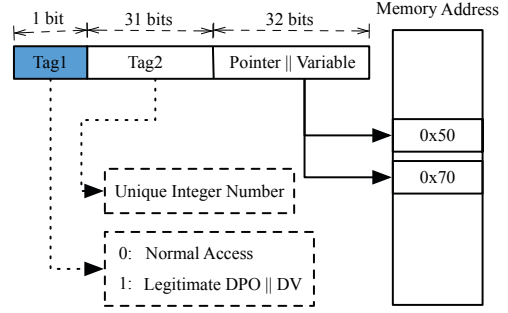 Memory Address
1 bit 31 bits 32 bits
Tag1 Tag2 Pointer || Variable
0x50
0x70
Unique Integer Number
0: Normal Access
1: Legitimate DPO || DV